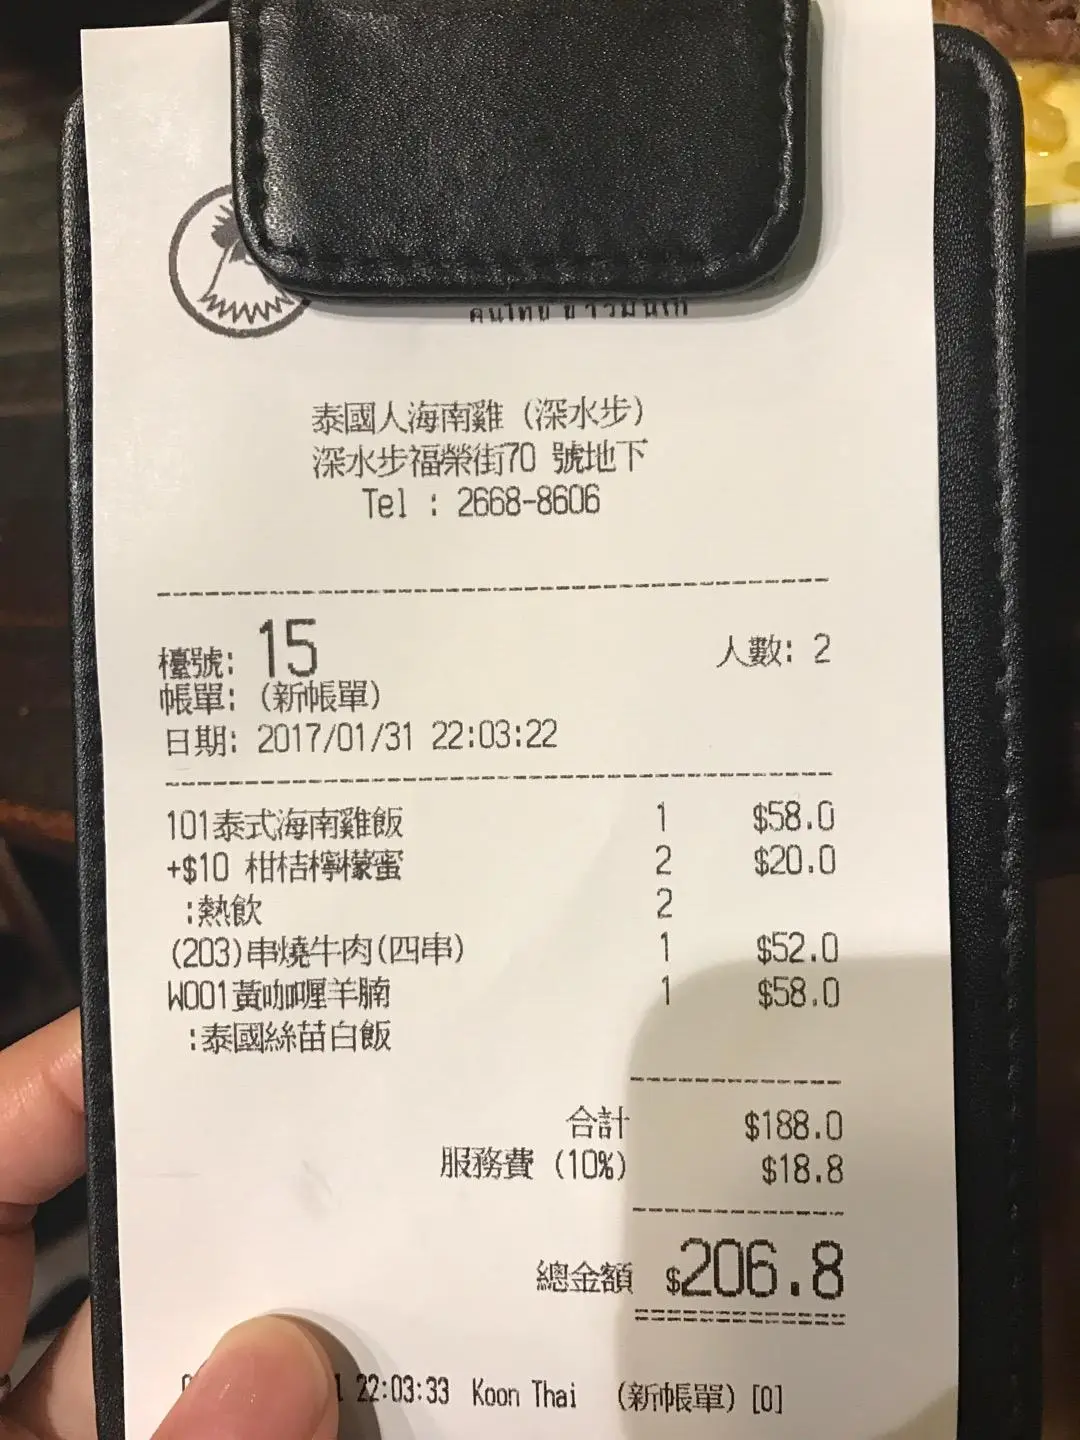 泰國人海南雞 (深水步)
深水步福榮街70 號地下
Tel : 2668-8606
檯號: 15 人數: 2
帳單: (新帳單)
日期: 2017/01/31 22:03:22
101泰式海南雞飯 1 $58.0
+$10 柑桔檸檬蜜 2 $20.0
:熱飲 2
(203)串燒牛肉(四串) 1 $52.0
W001黃咖喱羊腩 1 $58.0
:泰國絲苗白飯
合計 $188.0
服務費 (10%) $18.8
總金額 $206.8
22:03:33 Koon Thai (新帳單) [0]